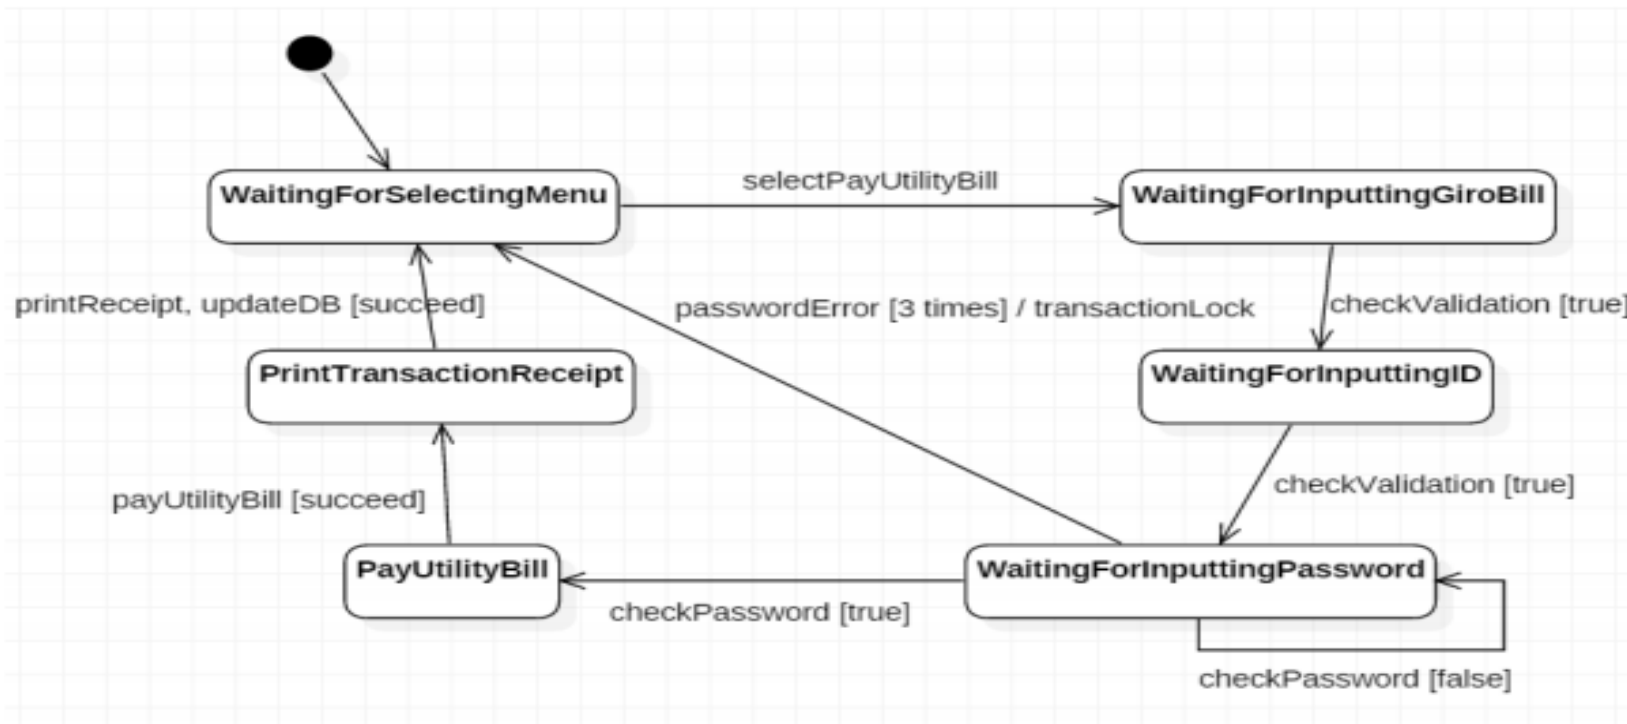 selectPayUtilityBill
WaitingForSelectingMenu
WaitingForInputtingGiroBill
printReceipt, updateDB [succeed]
passwordError [3 times] / transactionLock
checkValidation [true]
PrintTransactionReceipt
WaitingForInputtingID
payUtilityBill [succeed]
checkValidation [true]
PayUtilityBill
WaitingForInputtingPassword
checkPassword [true]
checkPassword [false]